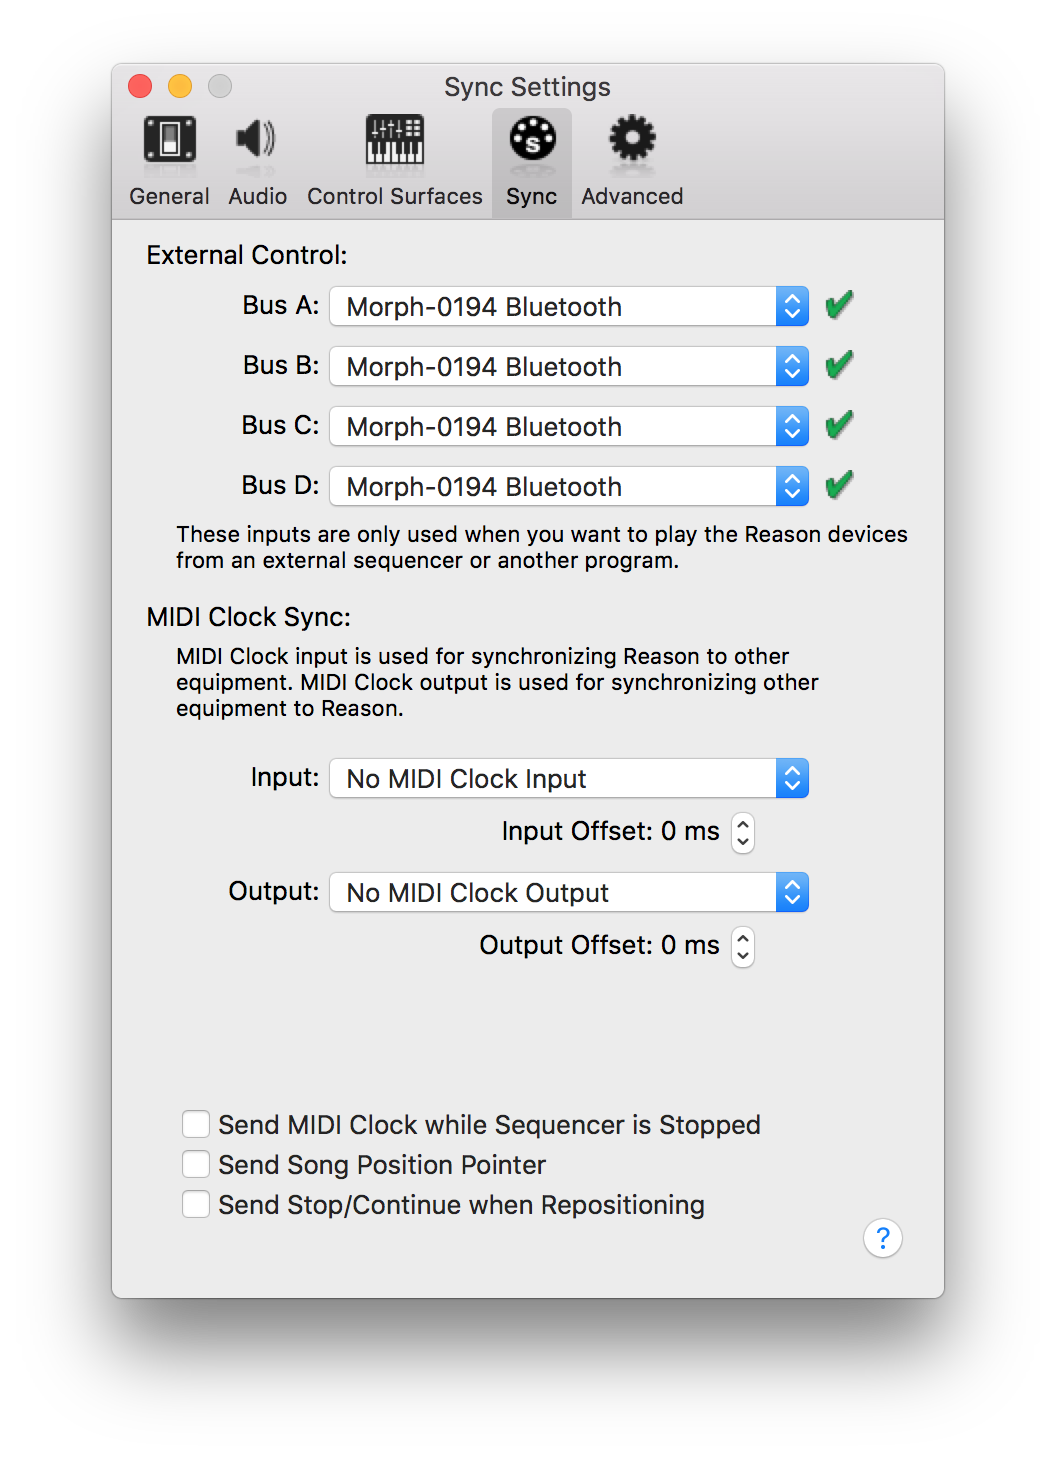 Sync Settings
General Audio Control Surfaces Sync Advanced
External Control:
Bus A: Morph-0194 Bluetooth
Bus B: Morph-0194 Bluetooth
Bus C: Morph-0194 Bluetooth
Bus D: Morph-0194 Bluetooth
These inputs are only used when you want to play the Reason devices
from an external sequencer or another program.
MIDI Clock Sync:
MIDI Clock input is used for synchronizing Reason to other
equipment. MIDI Clock output is used for synchronizing other
equipment to Reason.
Input: No MIDI Clock Input
Input Offset: 0 ms
Output: No MIDI Clock Output
Output Offset: 0 ms
Send MIDI Clock while Sequencer is Stopped
Send Song Position Pointer
Send Stop/Continue when Repositioning
?